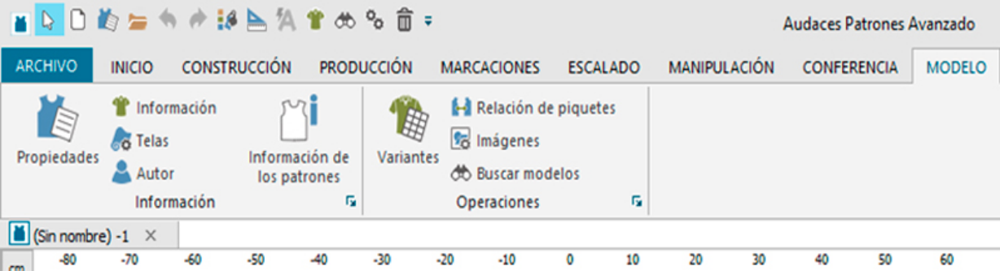 Audaces Patrones Avanzado
ARCHIVO INICIO CONSTRUCCIÓN PRODUCCIÓN MARCACIONES ESCALADO MANIPULACIÓN CONFERENCIA MODELO
Propiedades
Información
Telas
Autor
Información de
los patrones
Información
Variantes
Relación de piquetes
Imágenes
Buscar modelos
Operaciones
(Sin nombre) -1
cm -80 -70 -60 -50 -40 -30 -20 -10 0 10 20 30 40 50 60